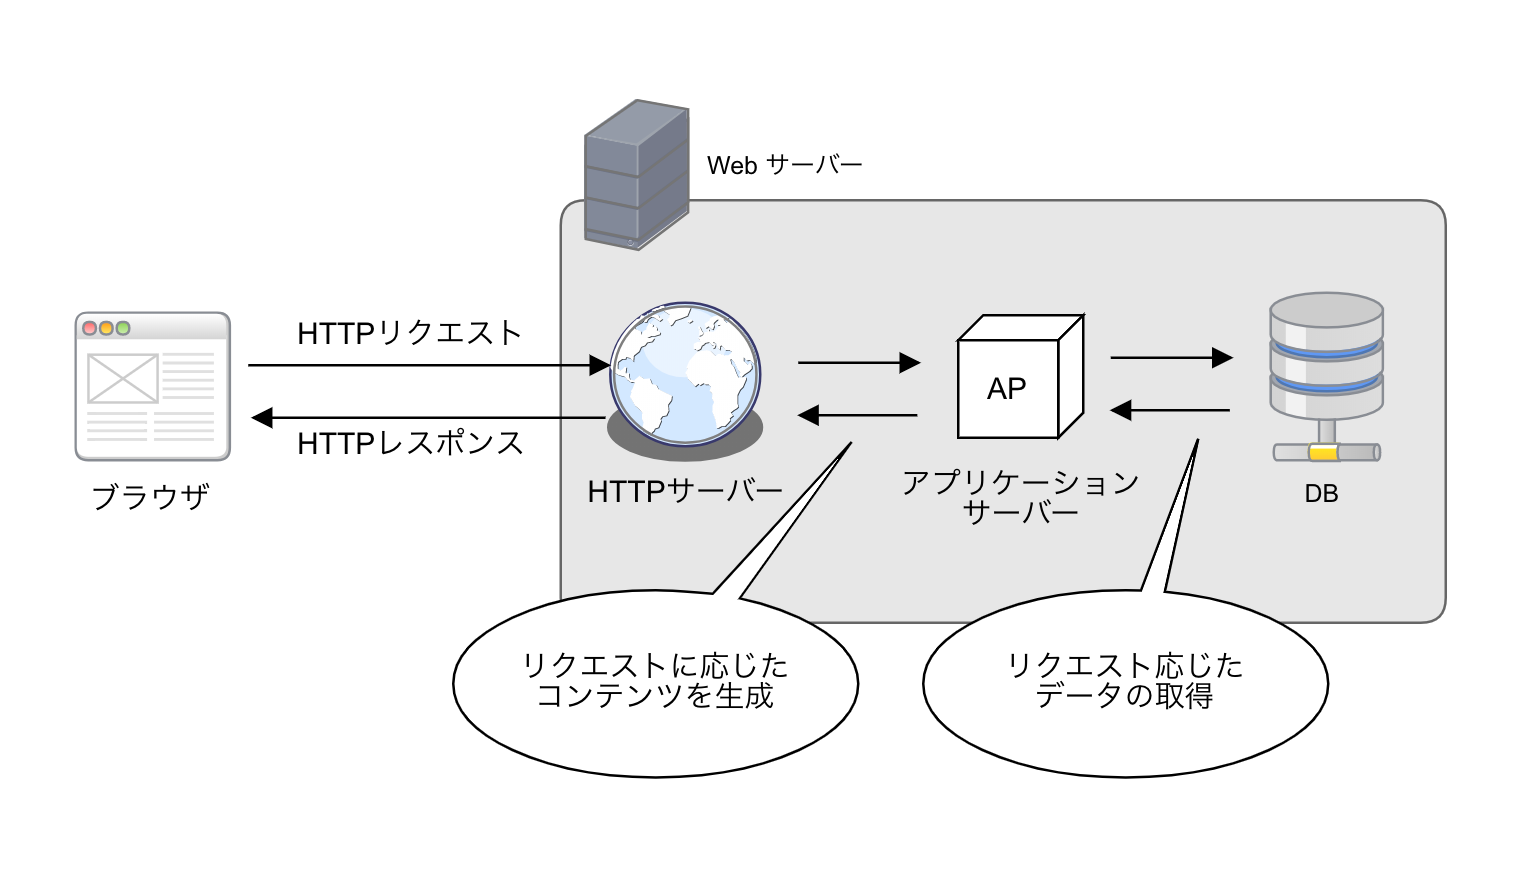 Web サーバー
HTTPリクエスト
HTTPレスポンス
ブラウザ
HTTPサーバー
AP
アプリケーション
サーバー
DB
リクエストに応じた
コンテンツを生成
リクエスト応じた
データの取得